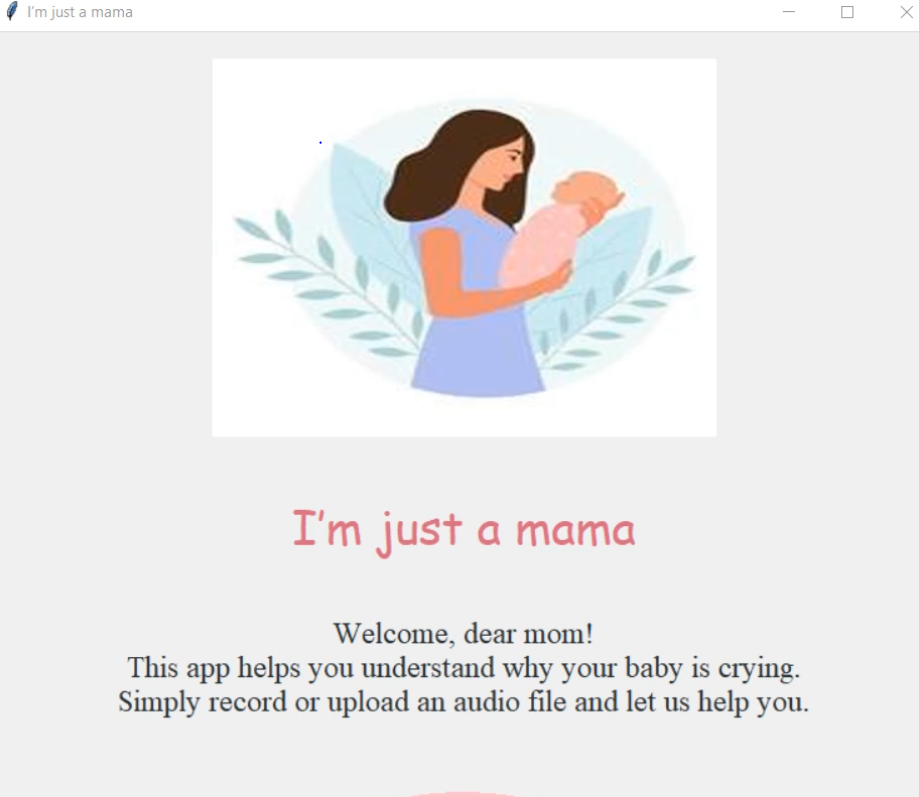 I'm just a mama
I'm just a mama
Welcome, dear mom!
This app helps you understand why your baby is crying.
Simply record or upload an audio file and let us help you.